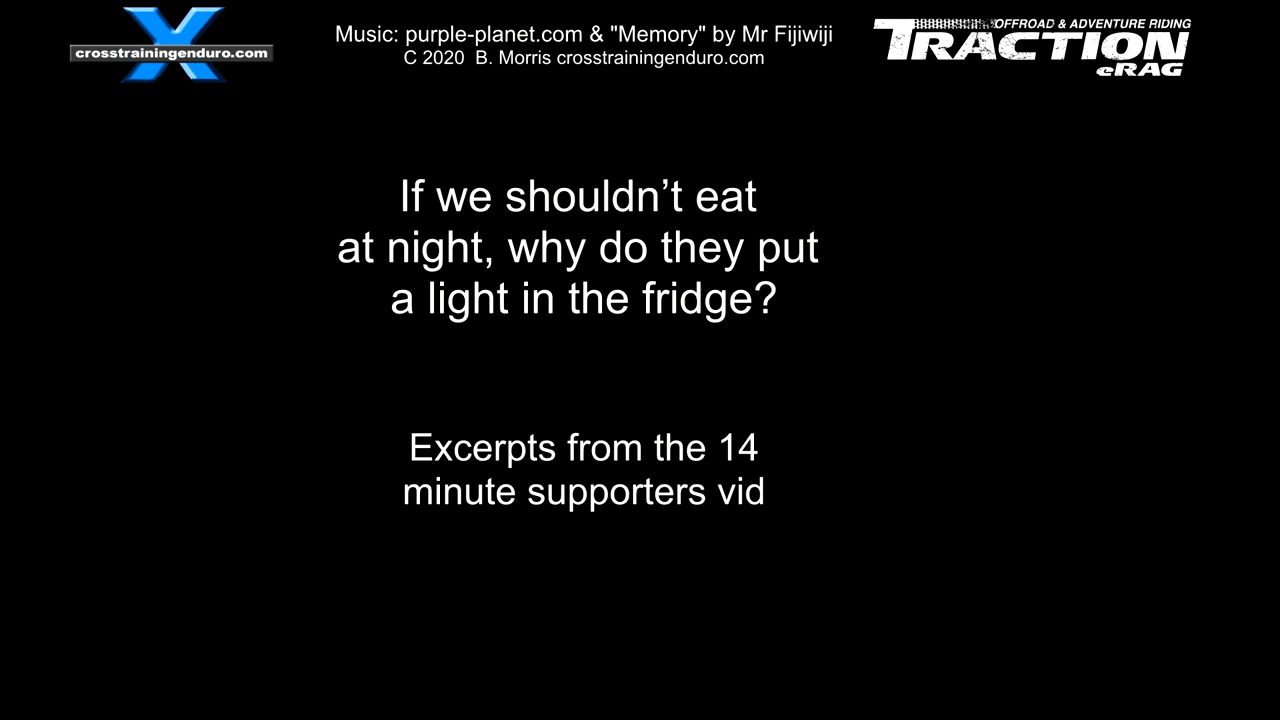 crosstrainingenduro.com
Music: purple-planet.com & "Memory" by Mr Fijiwiji
C 2020  B. Morris crosstrainingenduro.com
OFFROAD & ADVENTURE RIDING
TRACTION
eRAG
If we shouldn’t eat
at night, why do they put
a light in the fridge?
Excerpts from the 14
minute supporters vid